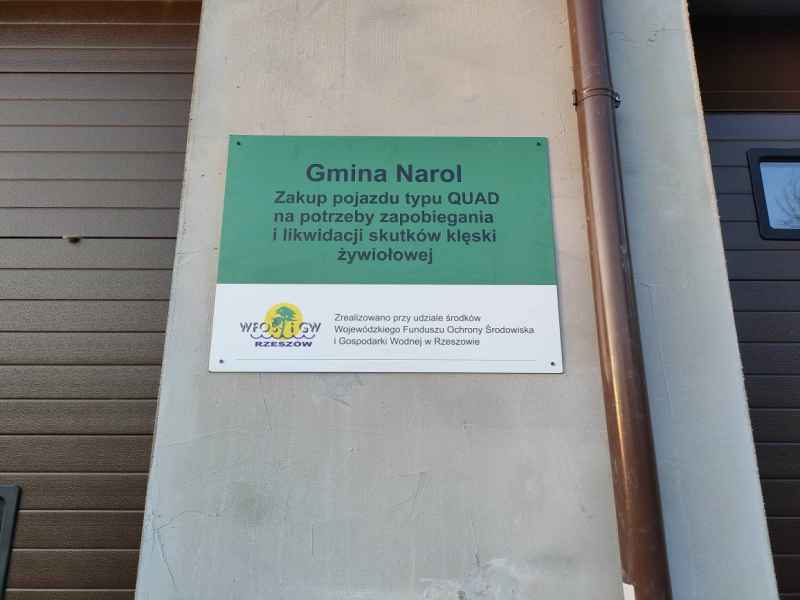 Gmina Narol
Zakup pojazdu typu QUAD
na potrzeby zapobiegania
i likwidacji skutków klęski
żywiołowej
WFOŚiGW
RZESZÓW
Zrealizowano przy udziale środków
Wojewódzkiego Funduszu Ochrony Środowiska
i Gospodarki Wodnej w Rzeszowie